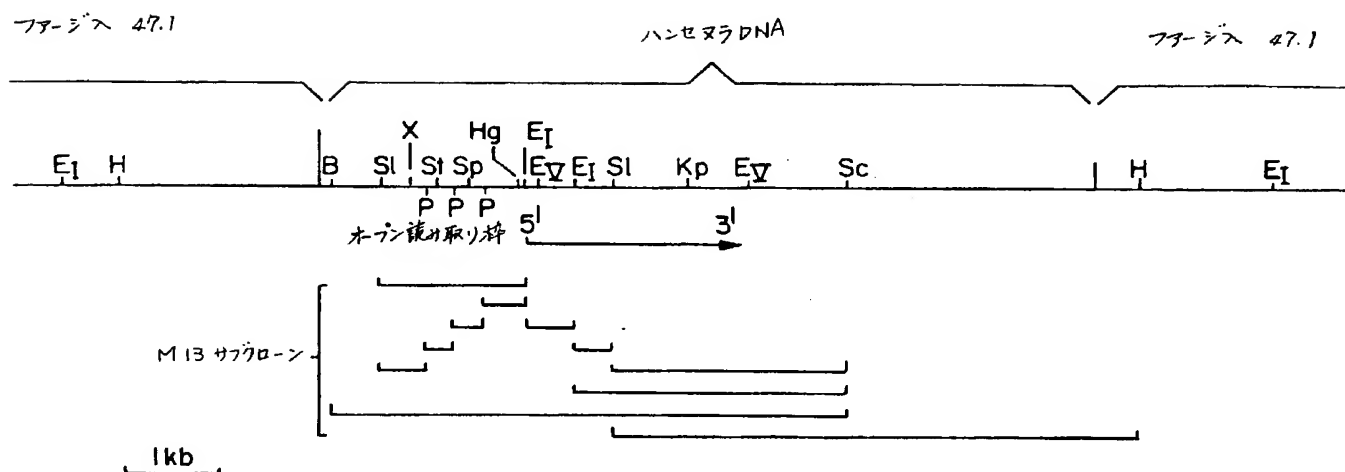 ファージλ 47.1
ハンセヌラDNA
ファージλ 47.1
X Hg EI
EI H B Sl St Sp EV EI Sl Kp EV Sc H EI
P P P
オープン読み取り枠 5' 3'
M13 サブクローン
1kb